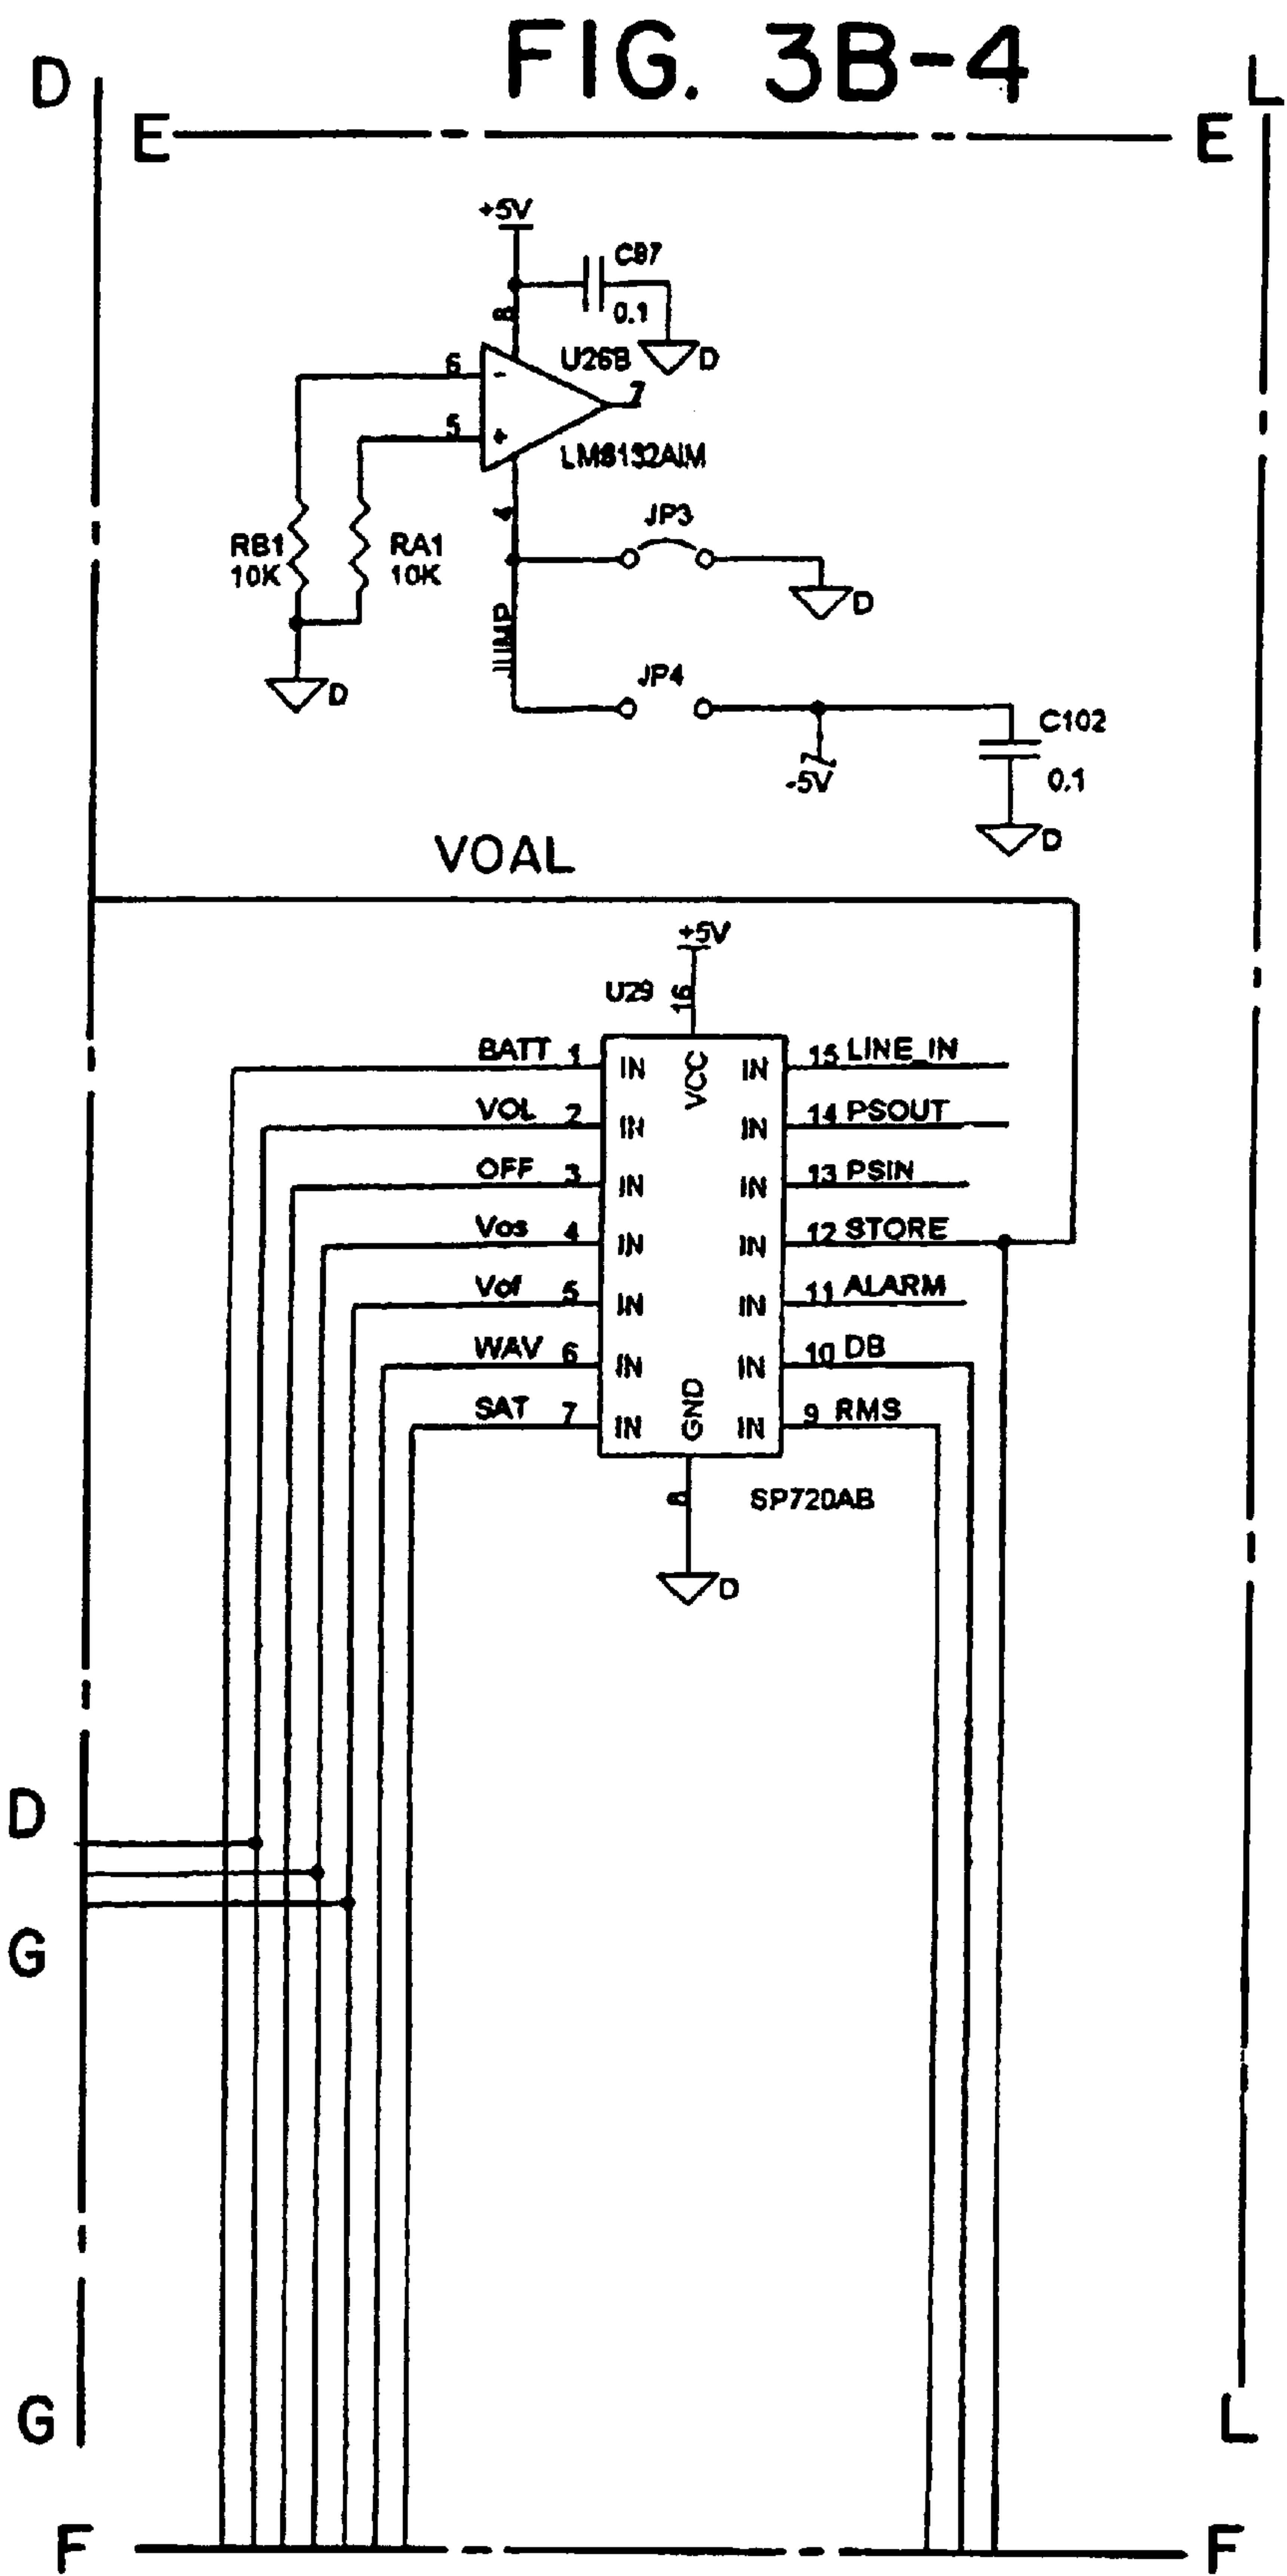 FIG. 3B-4
D
L
E
E
+5V
C97
0.1
8
D
U26B
6
-
7
5
+
LM6132AIM
4
JP3
RB1
10K
RA1
10K
D
JUMP
D
JP4
C102
-5V
0.1
D
VOAL
+5V
U29
16
BATT 1 IN VCC IN 15 LINE_IN
VOL 2 IN IN 14 PSOUT
OFF 3 IN IN 13 PSIN
Vos 4 IN IN 12 STORE
Vof 5 IN IN 11 ALARM
WAV 6 IN IN 10 DB
SAT 7 IN GND IN 9 RMS
8
SP720AB
D
D
G
G
L
F
F